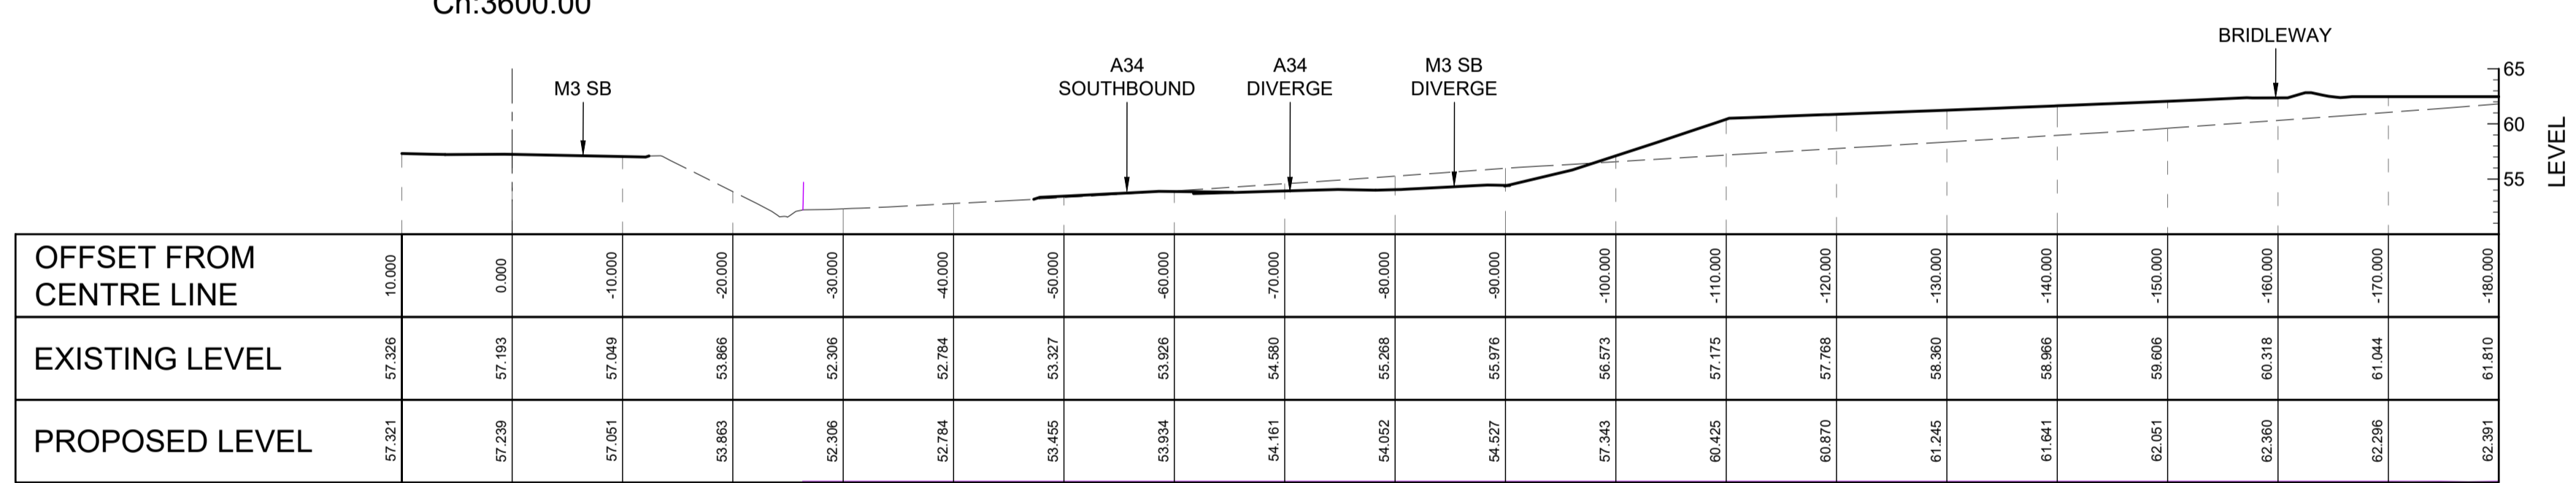 Ch:3600.00
BRIDLEWAY
A34
SOUTHBOUND
A34
DIVERGE
M3 SB
DIVERGE
M3 SB
65
60
55
LEVEL
OFFSET FROM
CENTRE LINE
10.000 0.000 -10.000 -20.000 -30.000 -40.000 -50.000 -60.000 -70.000 -80.000 -90.000 -100.000 -110.000 -120.000 -130.000 -140.000 -150.000 -160.000 -170.000 -180.000
EXISTING LEVEL
57.326 57.193 57.049 53.866 52.306 52.784 53.327 53.926 54.580 55.268 55.976 56.573 57.175 57.768 58.360 58.966 59.606 60.318 61.044 61.810
PROPOSED LEVEL
57.321 57.239 57.051 53.863 52.306 52.784 53.455 53.934 54.161 54.052 54.527 57.343 60.425 60.870 61.245 61.641 62.051 62.360 62.296 62.391